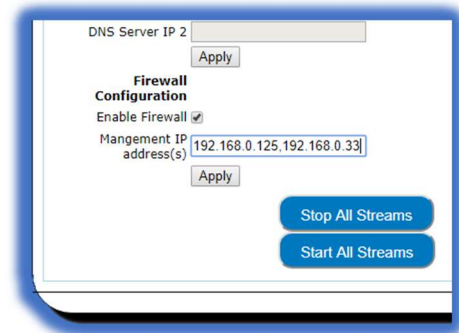 DNS Server IP 2
Apply
Firewall
Configuration
Enable Firewall
Mangement IP
address(s)
192.168.0.125,192.168.0.33
Apply
Stop All Streams
Start All Streams